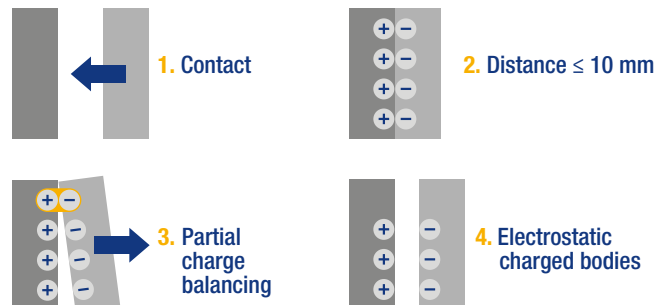 1. Contact
2. Distance ≤ 10 mm
+ −
+ −
+ −
+ −
3. Partial
charge
balancing
+ −
+ −
+ −
+ −
4. Electrostatic
charged bodies
+ −
+ −
+ −